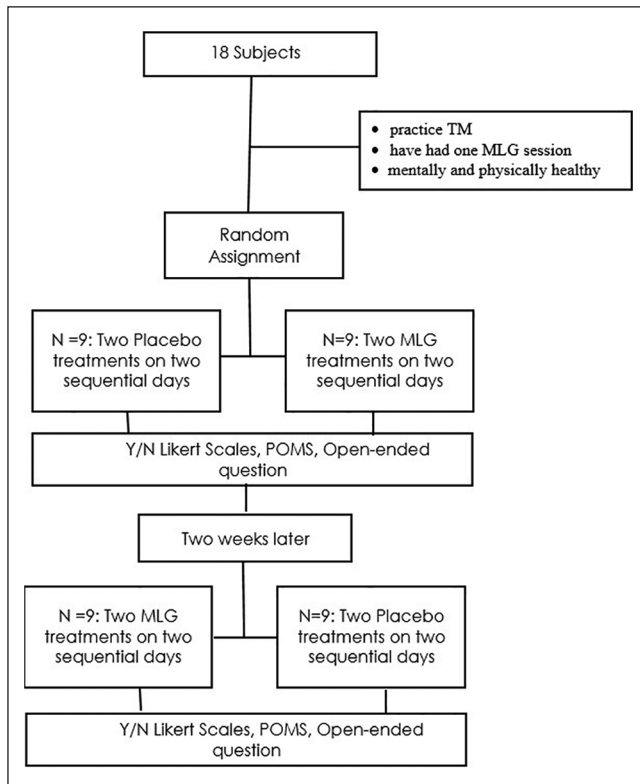 18 Subjects
• practice TM
• have had one MLG session
• mentally and physically healthy
Random
Assignment
N =9: Two Placebo
treatments on two
sequential days
N=9: Two MLG
treatments on two
sequential days
Y/N Likert Scales, POMS, Open-ended
question
Two weeks later
N =9: Two MLG
treatments on two
sequential days
N=9: Two Placebo
treatments on two
sequential days
Y/N Likert Scales, POMS, Open-ended
question